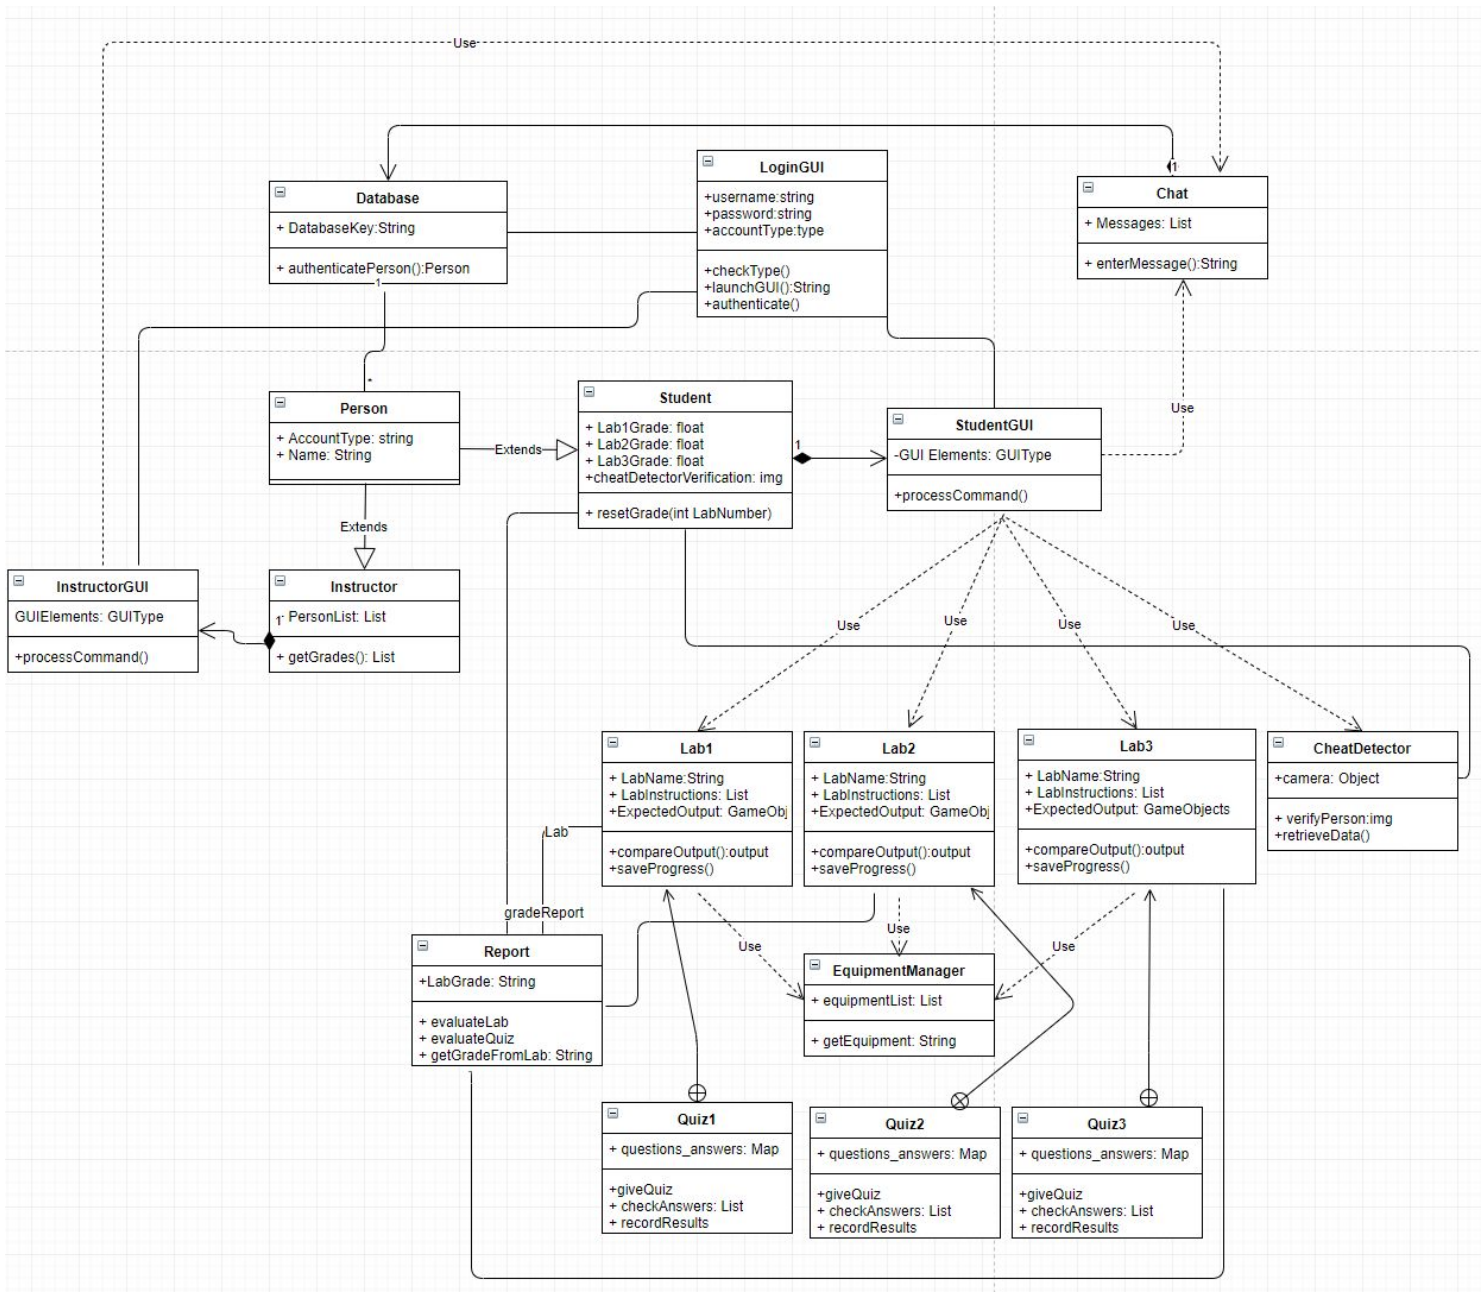 Use
LoginGUI
+username:string
+password:string
+accountType:type
+checkType()
+launchGUI():String
+authenticate()
Database
+ DatabaseKey:String
+ authenticatePerson():Person
1
1
Chat
+ Messages: List
+ enterMessage():String
Use
*
Person
+ AccountType: string
+ Name: String
Extends
Extends
Student
+ Lab1Grade: float
+ Lab2Grade: float
+ Lab3Grade: float
+cheatDetectorVerification: img
+ resetGrade(int LabNumber)
1
StudentGUI
-GUI Elements: GUIType
+processCommand()
InstructorGUI
GUIElements: GUIType
+processCommand()
Instructor
1
PersonList: List
+ getGrades(): List
Use
Use
Use
Use
Lab1
+ LabName:String
+ LabInstructions: List
+ExpectedOutput: GameObj
+compareOutput():output
+saveProgress()
Lab2
+ LabName:String
+ LabInstructions: List
+ExpectedOutput: GameObj
+compareOutput():output
+saveProgress()
Lab3
+ LabName:String
+ LabInstructions: List
+ExpectedOutput: GameObjects
+compareOutput():output
+saveProgress()
CheatDetector
+camera: Object
+ verifyPerson:img
+retrieveData()
Lab
gradeReport
Use
Use
Use
Report
+LabGrade: String
+ evaluateLab
+ evaluateQuiz
+ getGradeFromLab: String
EquipmentManager
+ equipmentList: List
+ getEquipment: String
Quiz1
+ questions_answers: Map
+giveQuiz
+ checkAnswers: List
+ recordResults
Quiz2
+ questions_answers: Map
+giveQuiz
+ checkAnswers: List
+ recordResults
Quiz3
+ questions_answers: Map
+giveQuiz
+ checkAnswers: List
+ recordResults